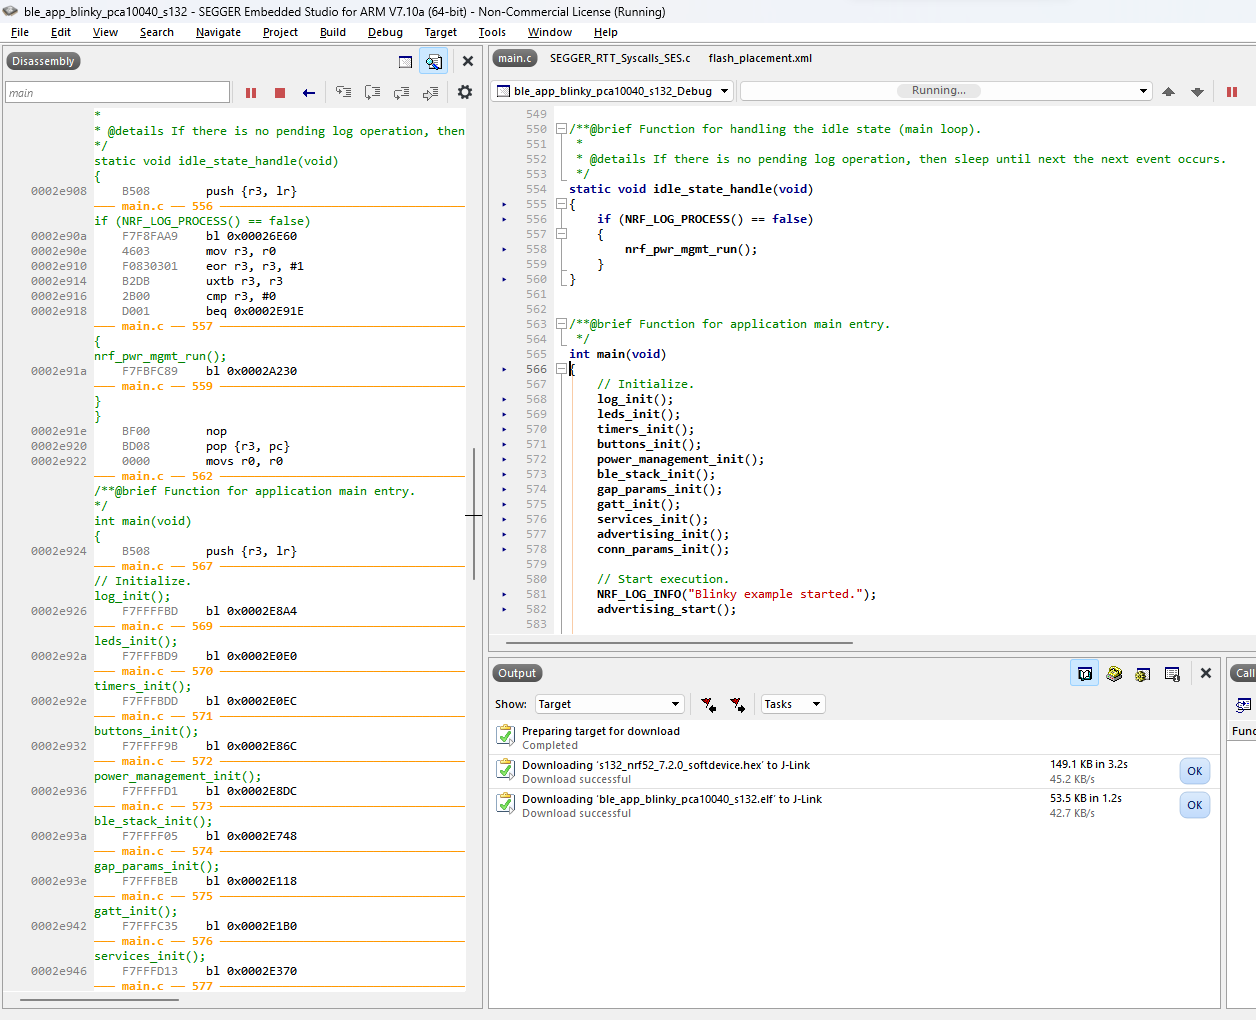 ble_app_blinky_pca10040_s132 - SEGGER Embedded Studio for ARM V7.10a (64-bit) - Non-Commercial License (Running)
File Edit View Search Navigate Project Build Debug Target Tools Window Help
Disassembly
main
*
* @details If there is no pending log operation, then
*/
static void idle_state_handle(void)
{
0002e908 B508 push {r3, lr}
main.c — 556
if (NRF_LOG_PROCESS() == false)
0002e90a F7F8FAA9 bl 0x00026E60
0002e90e 4603 mov r3, r0
0002e910 F0830301 eor r3, r3, #1
0002e914 B2DB uxtb r3, r3
0002e916 2B00 cmp r3, #0
0002e918 D001 beq 0x0002E91E
main.c — 557
{
nrf_pwr_mgmt_run();
0002e91a F7FBFC89 bl 0x0002A230
main.c — 559
}
}
0002e91e BF00 nop
0002e920 BD08 pop {r3, pc}
0002e922 0000 movs r0, r0
main.c — 562
/**@brief Function for application main entry.
*/
int main(void)
{
0002e924 B508 push {r3, lr}
main.c — 567
// Initialize.
log_init();
0002e926 F7FFFFBD bl 0x0002E8A4
main.c — 569
leds_init();
0002e92a F7FFFBD9 bl 0x0002E0E0
main.c — 570
timers_init();
0002e92e F7FFFBDD bl 0x0002E0EC
main.c — 571
buttons_init();
0002e932 F7FFFF9B bl 0x0002E86C
main.c — 572
power_management_init();
0002e936 F7FFFFD1 bl 0x0002E8DC
main.c — 573
ble_stack_init();
0002e93a F7FFFF05 bl 0x0002E748
main.c — 574
gap_params_init();
0002e93e F7FFFBEB bl 0x0002E118
main.c — 575
gatt_init();
0002e942 F7FFFC35 bl 0x0002E1B0
main.c — 576
services_init();
0002e946 F7FFFD13 bl 0x0002E370
main.c — 577
main.c SEGGER_RTT_Syscalls_SES.c flash_placement.xml
ble_app_blinky_pca10040_s132_Debug Running...
549
550 /**@brief Function for handling the idle state (main loop).
551 *
552 * @details If there is no pending log operation, then sleep until next the next event occurs.
553 */
554 static void idle_state_handle(void)
555 {
556 if (NRF_LOG_PROCESS() == false)
557 {
558 nrf_pwr_mgmt_run();
559 }
560 }
561
562
563 /**@brief Function for application main entry.
564 */
565 int main(void)
566 {
567 // Initialize.
568 log_init();
569 leds_init();
570 timers_init();
571 buttons_init();
572 power_management_init();
573 ble_stack_init();
574 gap_params_init();
575 gatt_init();
576 services_init();
577 advertising_init();
578 conn_params_init();
579
580 // Start execution.
581 NRF_LOG_INFO("Blinky example started.");
582 advertising_start();
583
Output
Show: Target Tasks
Preparing target for download
Completed
Downloading 's132_nrf52_7.2.0_softdevice.hex' to J-Link 149.1 KB in 3.2s
Download successful 45.2 KB/s OK
Downloading 'ble_app_blinky_pca10040_s132.elf' to J-Link 53.5 KB in 1.2s
Download successful 42.7 KB/s OK
Call
Func